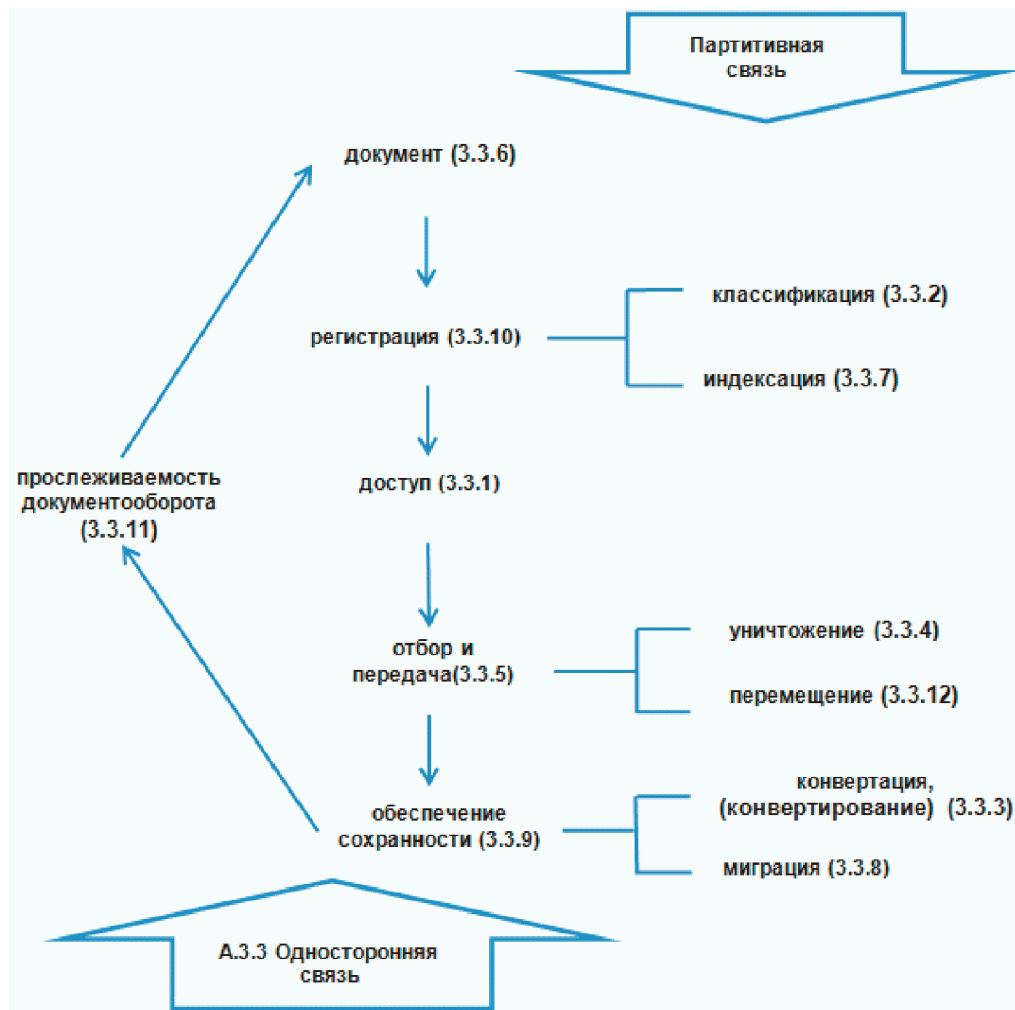 Партитивная
связь
документ (3.3.6)
классификация (3.3.2)
регистрация (3.3.10)
индексация (3.3.7)
прослеживаемость
документооборота
(3.3.11)
доступ (3.3.1)
уничтожение (3.3.4)
отбор и
передача(3.3.5)
перемещение (3.3.12)
конвертация,
(конвертирование) (3.3.3)
обеспечение
сохранности (3.3.9)
миграция (3.3.8)
А.3.3 Односторонняя
связь